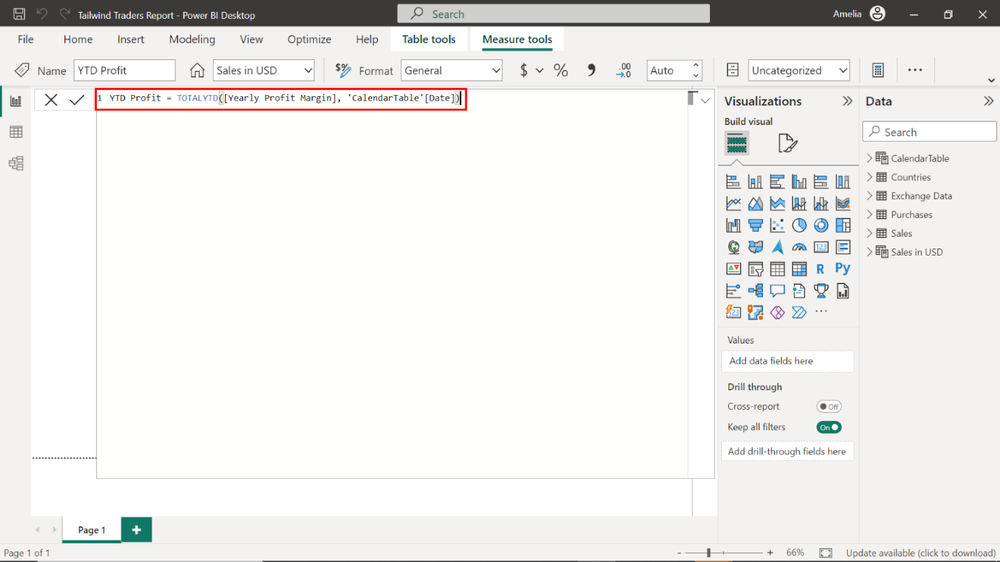 Tailwind Traders Report - Power BI Desktop
Search
Amelia
File Home Insert Modeling View Optimize Help Table tools Measure tools
Name YTD Profit Sales in USD Format General $ % .00 →.0 Auto Uncategorized
1 YTD Profit = TOTALYTD([Yearly Profit Margin], 'CalendarTable'[Date])
Visualizations
Build visual
123
R Py
123
Values
Add data fields here
Drill through
Cross-report Off
Keep all filters On
Add drill-through fields here
Data
Search
CalendarTable
Countries
Exchange Data
Purchases
Sales
Sales in USD
Page 1 +
Page 1 of 1
- + 66% Update available (click to download)